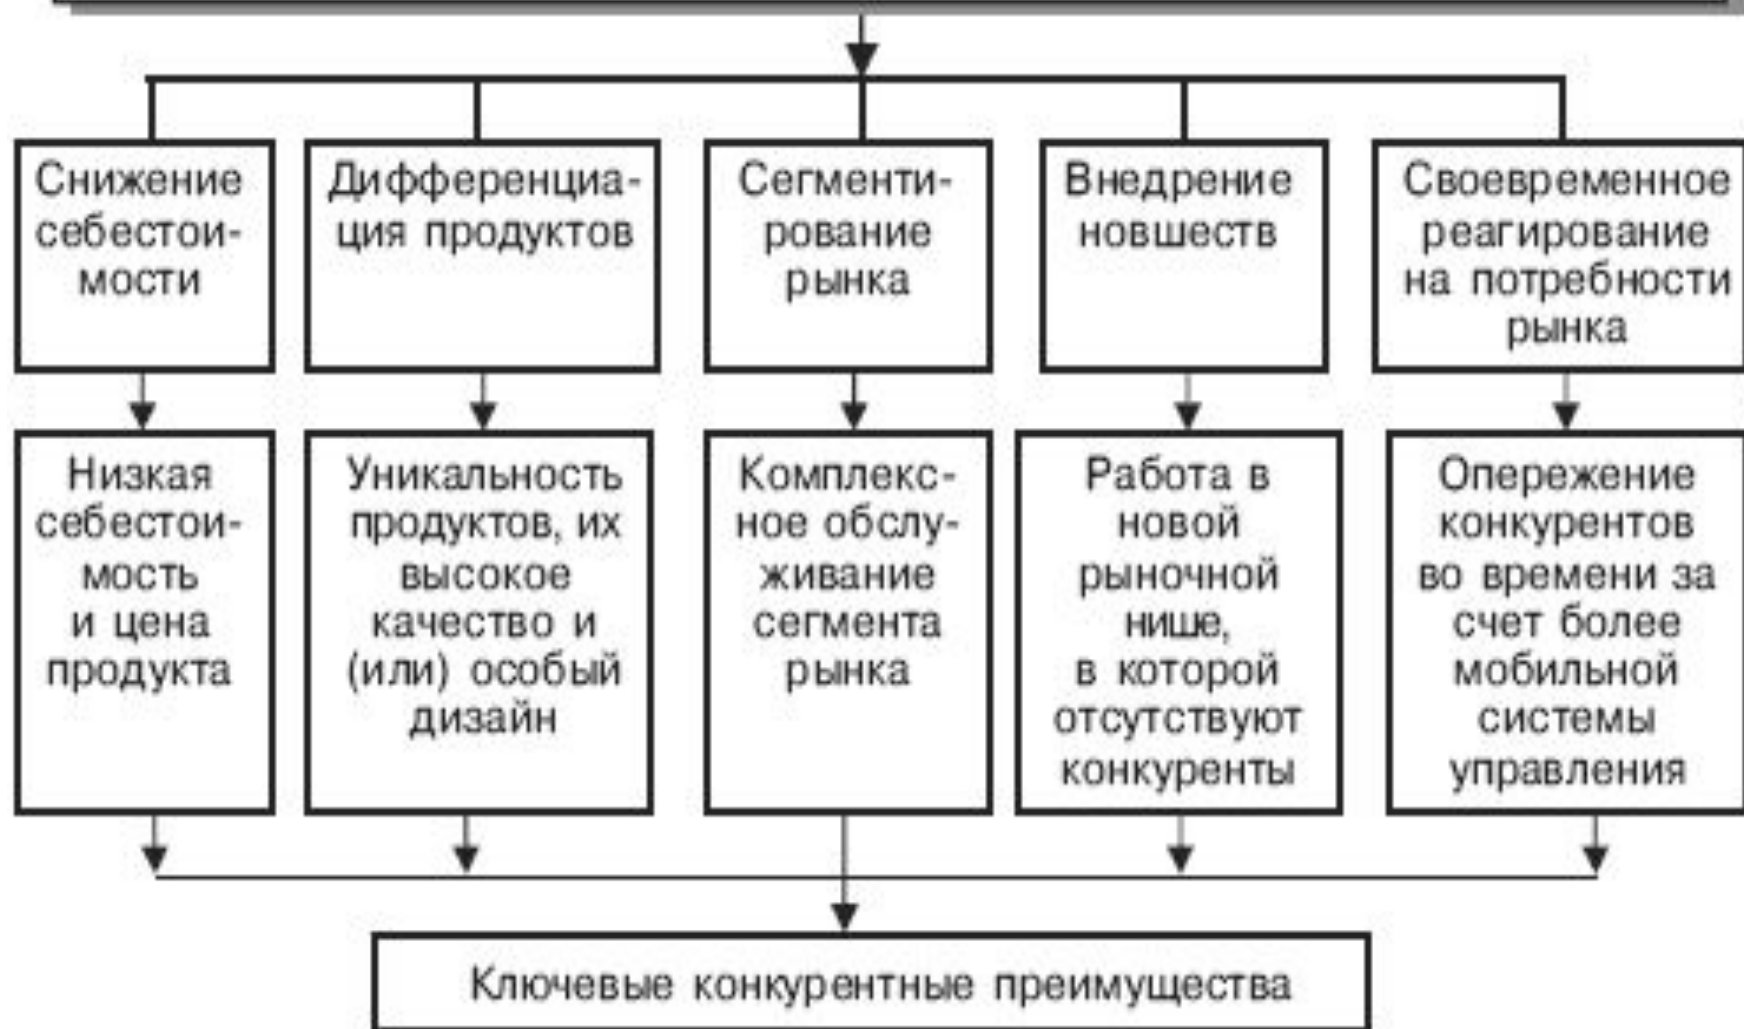 Снижение
себестои-
мости
Дифференциа-
ция продуктов
Сегменти-
рование
рынка
Внедрение
новшеств
Своевременное
реагирование
на потребности
рынка
Низкая
себестои-
мость
и цена
продукта
Уникальность
продуктов, их
высокое
качество и
(или) особый
дизайн
Комплекс-
ное обслу-
живание
сегмента
рынка
Работа в
новой
рыночной
нише,
в которой
отсутствуют
конкуренты
Опережение
конкурентов
во времени за
счет более
мобильной
системы
управления
Ключевые конкурентные преимущества